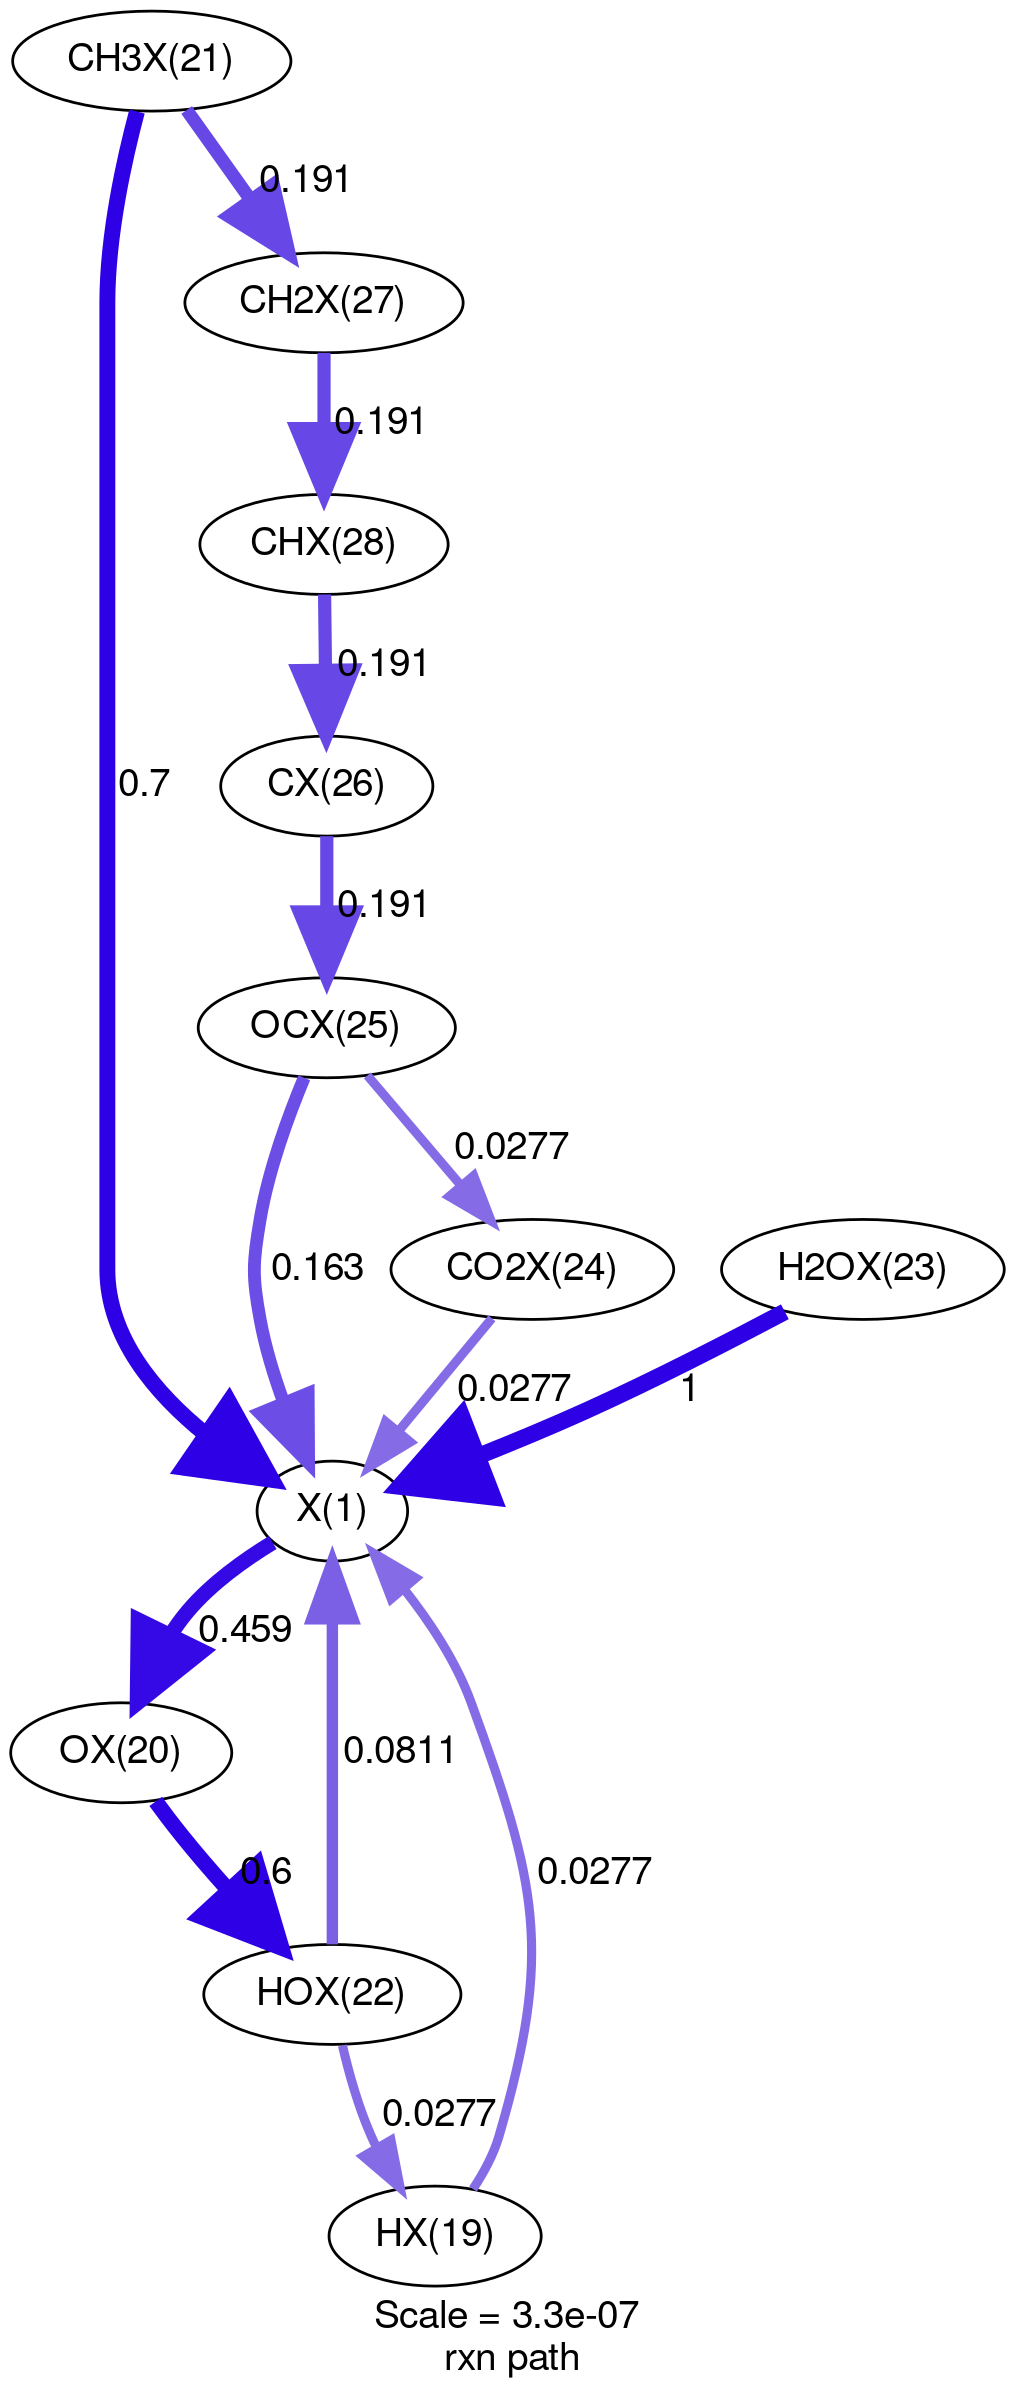 CH3X(21)
0.191
CH2X(27)
0.191
CHX(28)
0.191
CX(26)
0.7
0.191
OCX(25)
0.0277
0.163
CO2X(24)
H2OX(23)
0.0277
1
X(1)
0.459
OX(20)
0.0811
0.6
0.0277
HOX(22)
0.0277
HX(19)
Scale = 3.3e-07
rxn path